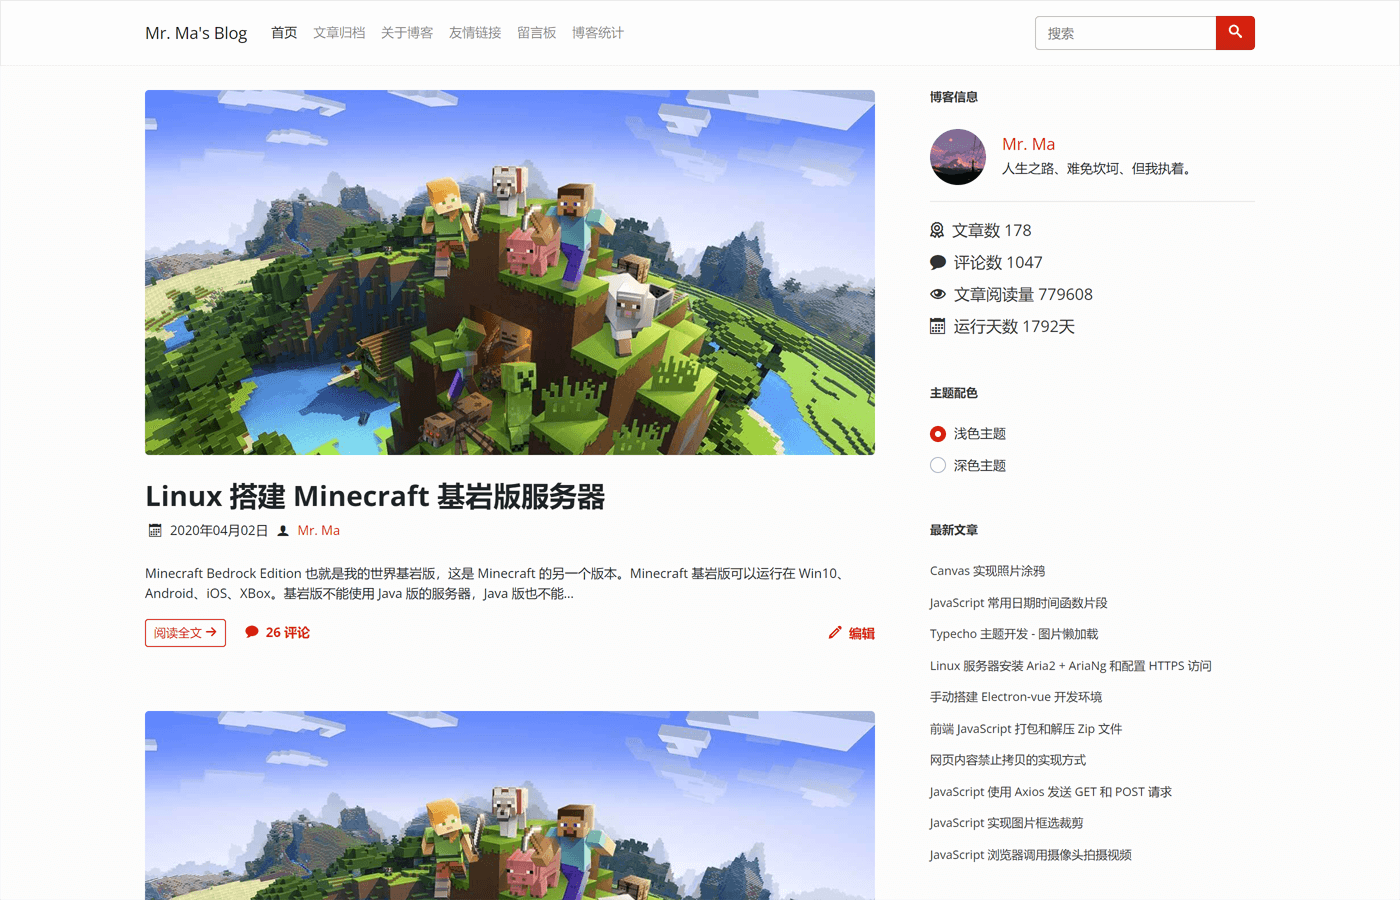 Mr. Ma's Blog 首页 文章归档 关于博客 友情链接 留言板 博客统计 搜索
Linux 搭建 Minecraft 基岩版服务器
2020年04月02日 Mr. Ma
Minecraft Bedrock Edition 也就是我的世界基岩版，这是 Minecraft 的另一个版本。Minecraft 基岩版可以运行在 Win10、
Android、iOS、XBox。基岩版不能使用 Java 版的服务器，Java 版也不能...
阅读全文 26 评论 编辑
博客信息
Mr. Ma
人生之路、难免坎坷、但我执着。
文章数 178
评论数 1047
文章阅读量 779608
运行天数 1792天
主题配色
浅色主题
深色主题
最新文章
Canvas 实现照片涂鸦
JavaScript 常用日期时间函数片段
Typecho 主题开发 - 图片懒加载
Linux 服务器安装 Aria2 + AriaNg 和配置 HTTPS 访问
手动搭建 Electron-vue 开发环境
前端 JavaScript 打包和解压 Zip 文件
网页内容禁止拷贝的实现方式
JavaScript 使用 Axios 发送 GET 和 POST 请求
JavaScript 实现图片框选裁剪
JavaScript 浏览器调用摄像头拍摄视频